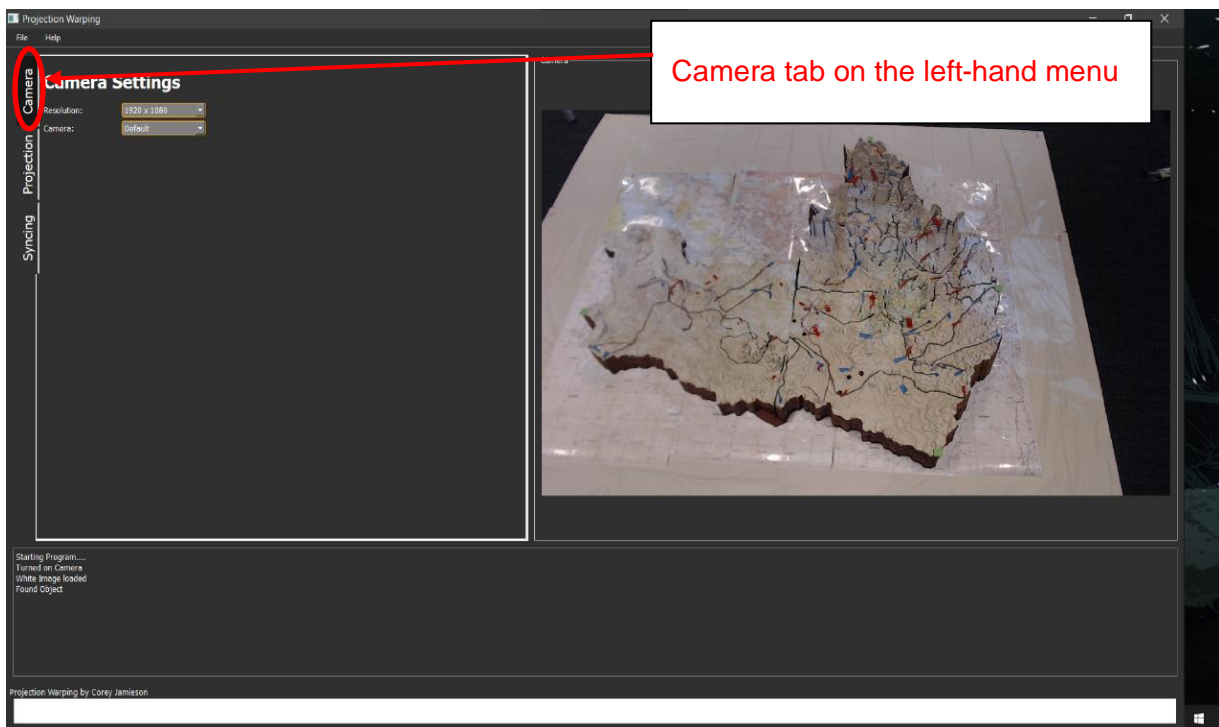 Projection Warping
File Help
Camera
Projection
Syncing
Camera Settings
Resolution: 1920 x 1080
Camera: Default
Camera
Camera tab on the left-hand menu
Starting Program....
Turned on Camera
White Image loaded
Found Object
Projection Warping by Corey Jamieson